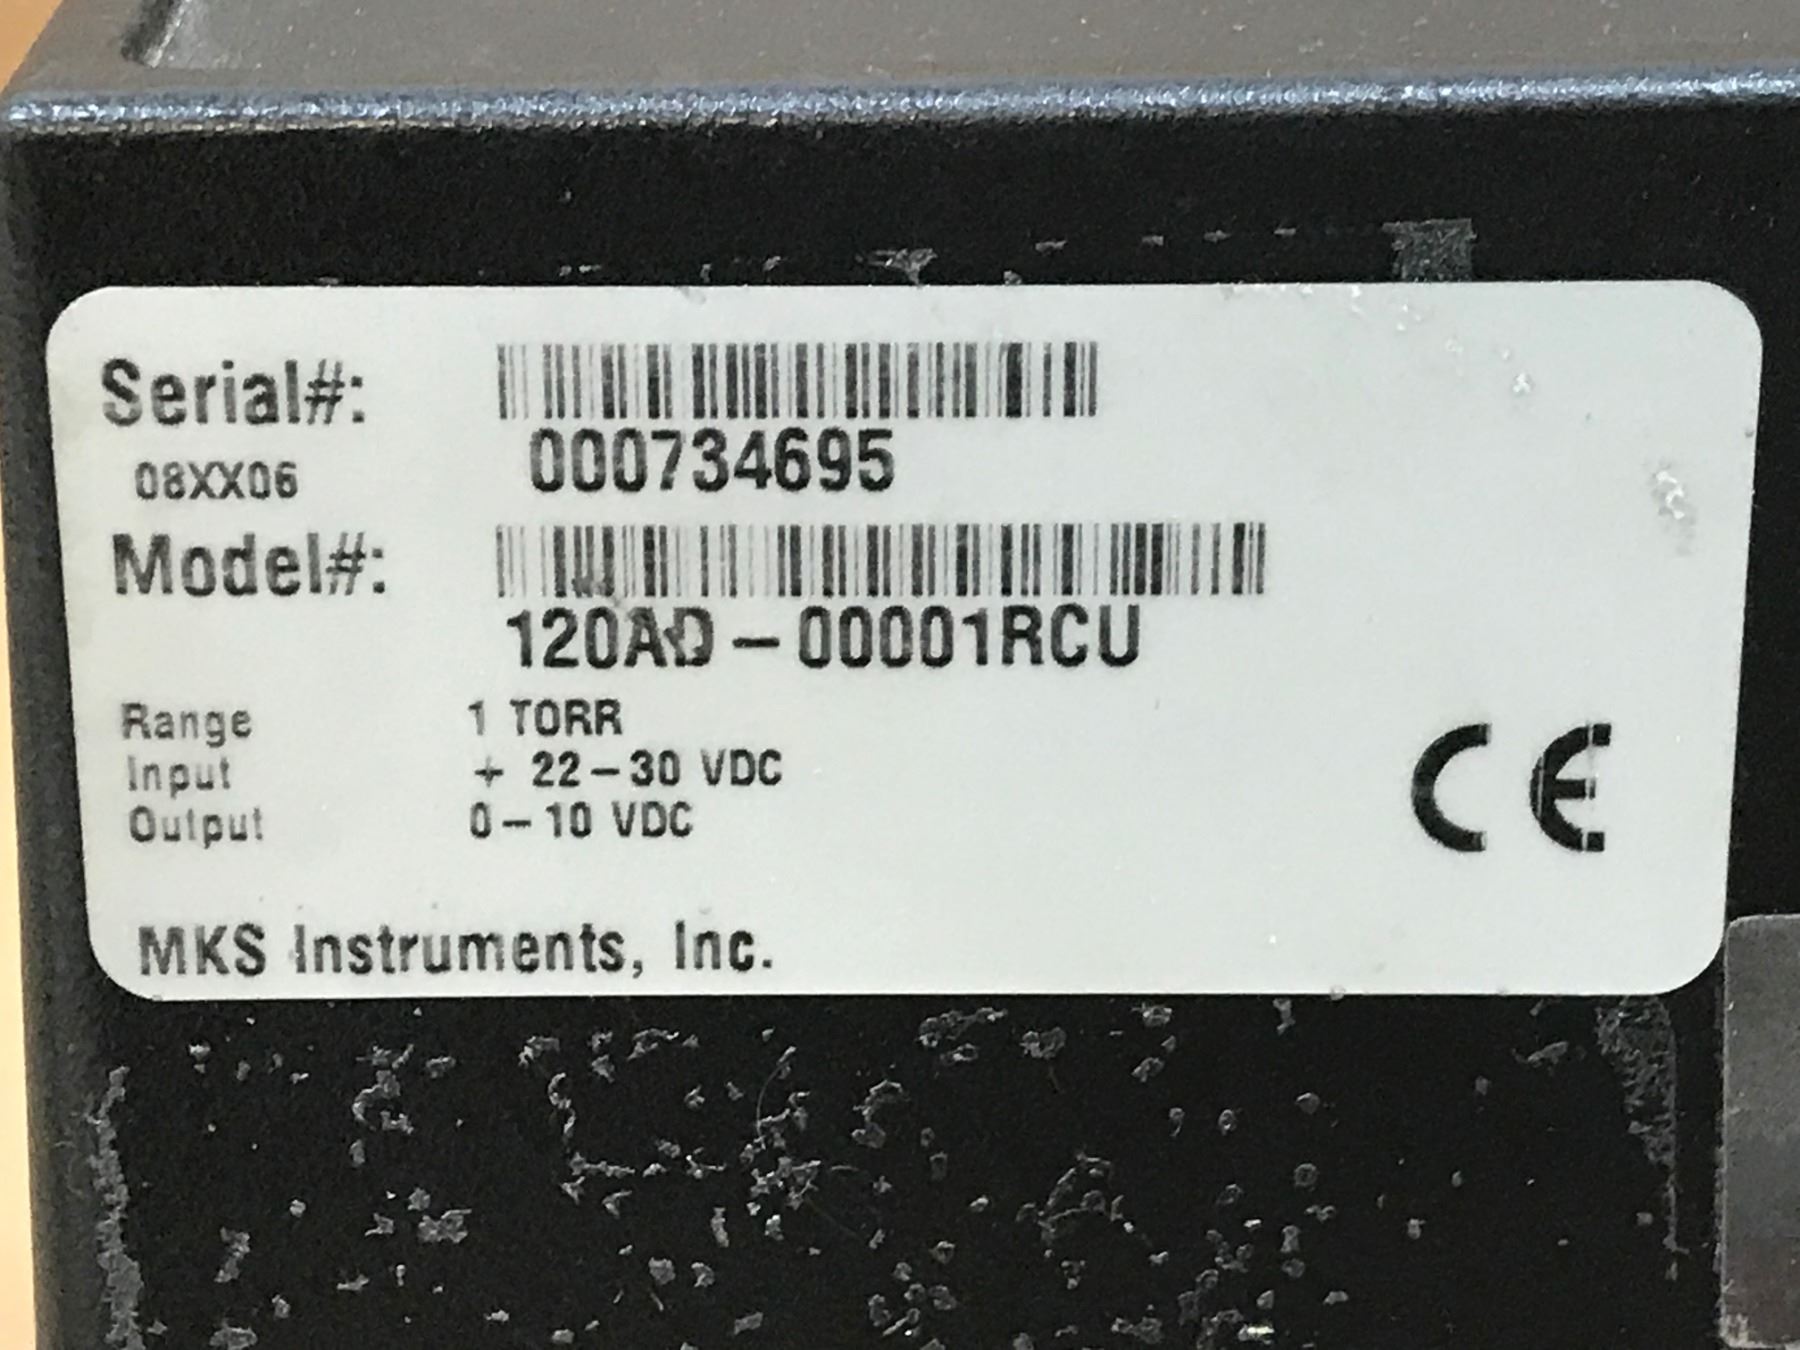 Serial#:
000734695
08XX06
Model#:
120AD-00001RCU
Range 1 TORR
Input + 22-30 VDC
Output 0-10 VDC
CE
MKS Instruments, Inc.